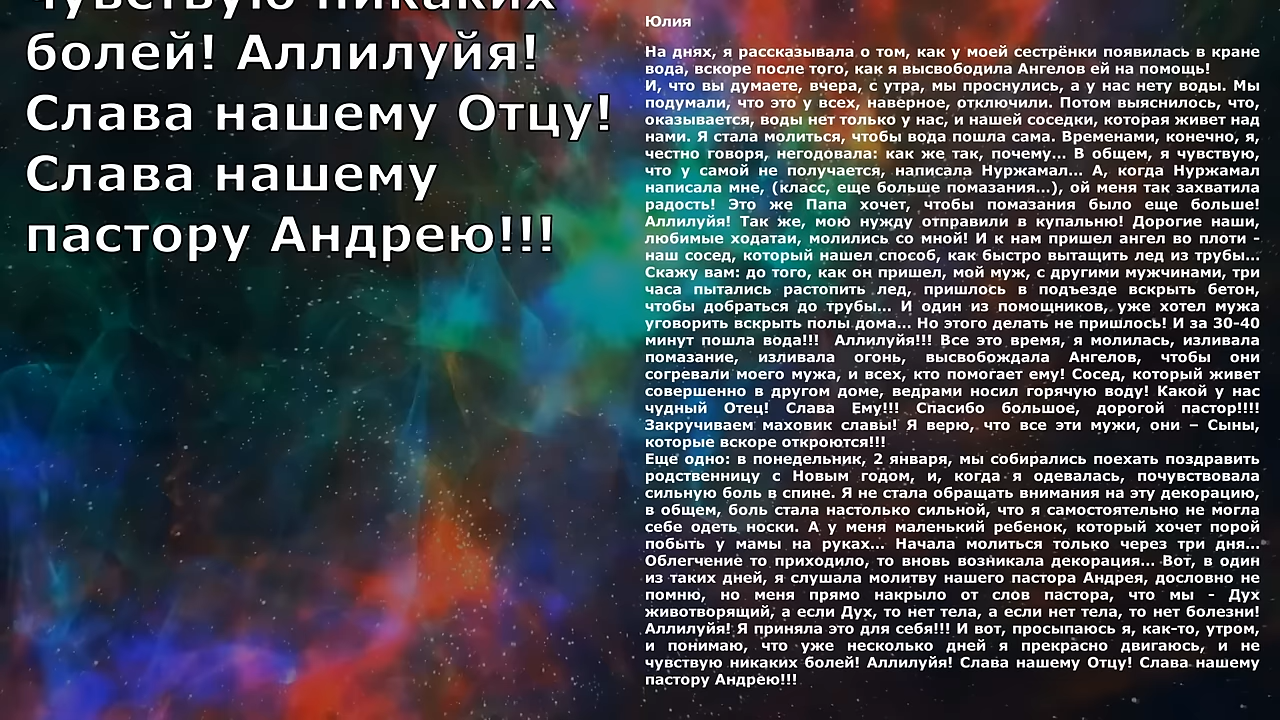 чувствую никаких
болей! Аллилуйя!
Слава нашему Отцу!
Слава нашему
пастору Андрею!!!
Юлия
На днях, я рассказывала о том, как у моей сестрёнки появилась в кране
вода, вскоре после того, как я высвободила Ангелов ей на помощь!
И, что вы думаете, вчера, с утра, мы проснулись, а у нас нету воды. Мы
подумали, что это у всех, наверное, отключили. Потом выяснилось, что,
оказывается, воды нет только у нас, и нашей соседки, которая живет над
нами. Я стала молиться, чтобы вода пошла сама. Временами, конечно, я,
честно говоря, негодовала: как же так, почему... В общем, я чувствую,
что у самой не получается, написала Нуржамал... А, когда Нуржамал
написала мне, (класс, еще больше помазания...), ой меня так захватила
радость! Это же Папа хочет, чтобы помазания было еще больше!
Аллилуйя! Так же, мою нужду отправили в купальню! Дорогие наши,
любимые ходатаи, молились со мной! И к нам пришел ангел во плоти -
наш сосед, который нашел способ, как быстро вытащить лед из трубы...
Скажу вам: до того, как он пришел, мой муж, с другими мужчинами, три
часа пытались растопить лед, пришлось в подъезде вскрыть бетон,
чтобы добраться до трубы... И один из помощников, уже хотел мужа
уговорить вскрыть полы дома... Но этого делать не пришлось! И за 30-40
минут пошла вода!!!  Аллилуйя!!! Все это время, я молилась, изливала
помазание, изливала огонь, высвобождала Ангелов, чтобы они
согревали моего мужа, и всех, кто помогает ему! Сосед, который живет
совершенно в другом доме, ведрами носил горячую воду! Какой у нас
чудный Отец! Слава Ему!!! Спасибо большое, дорогой пастор!!!!
Закручиваем маховик славы! Я верю, что все эти мужи, они – Сыны,
которые вскоре откроются!!!
Еще одно: в понедельник, 2 января, мы собирались поехать поздравить
родственницу с Новым годом, и, когда я одевалась, почувствовала
сильную боль в спине. Я не стала обращать внимания на эту декорацию,
в общем, боль стала настолько сильной, что я самостоятельно не могла
себе одеть носки. А у меня маленький ребенок, который хочет порой
побыть у мамы на руках... Начала молиться только через три дня...
Облегчение то приходило, то вновь возникала декорация... Вот, в один
из таких дней, я слушала молитву нашего пастора Андрея, дословно не
помню, но меня прямо накрыло от слов пастора, что мы - Дух
животворящий, а если Дух, то нет тела, а если нет тела, то нет болезни!
Аллилуйя! Я приняла это для себя!!! И вот, просыпаюсь я, как-то, утром,
и понимаю, что уже несколько дней я прекрасно двигаюсь, и не
чувствую никаких болей! Аллилуйя! Слава нашему Отцу! Слава нашему
пастору Андрею!!!